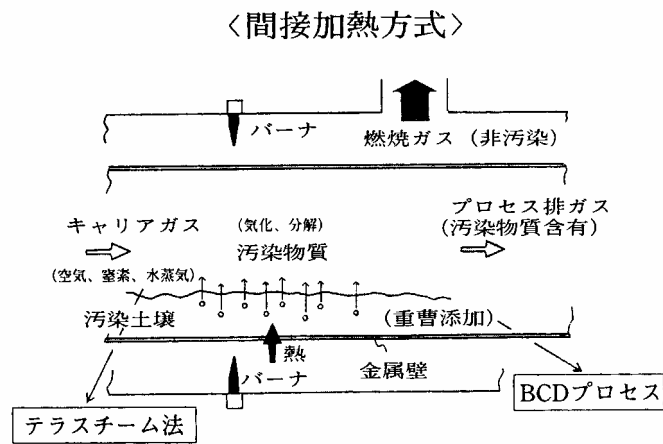 〈間接加熱方式〉
バーナ
燃焼ガス (非汚染)
キャリアガス
(気化、分解)
汚染物質
プロセス排ガス
(汚染物質含有)
(空気、窒素、水蒸気)
汚染土壌
(重曹添加)
熱
バーナ
金属壁
テラスチーム法
BCDプロセス